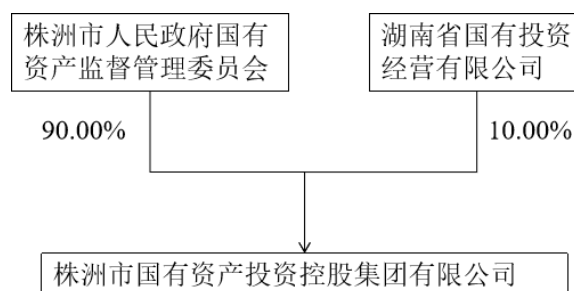 株洲市人民政府国有
资产监督管理委员会
湖南省国有投资
经营有限公司
90.00%
10.00%
株洲市国有资产投资控股集团有限公司